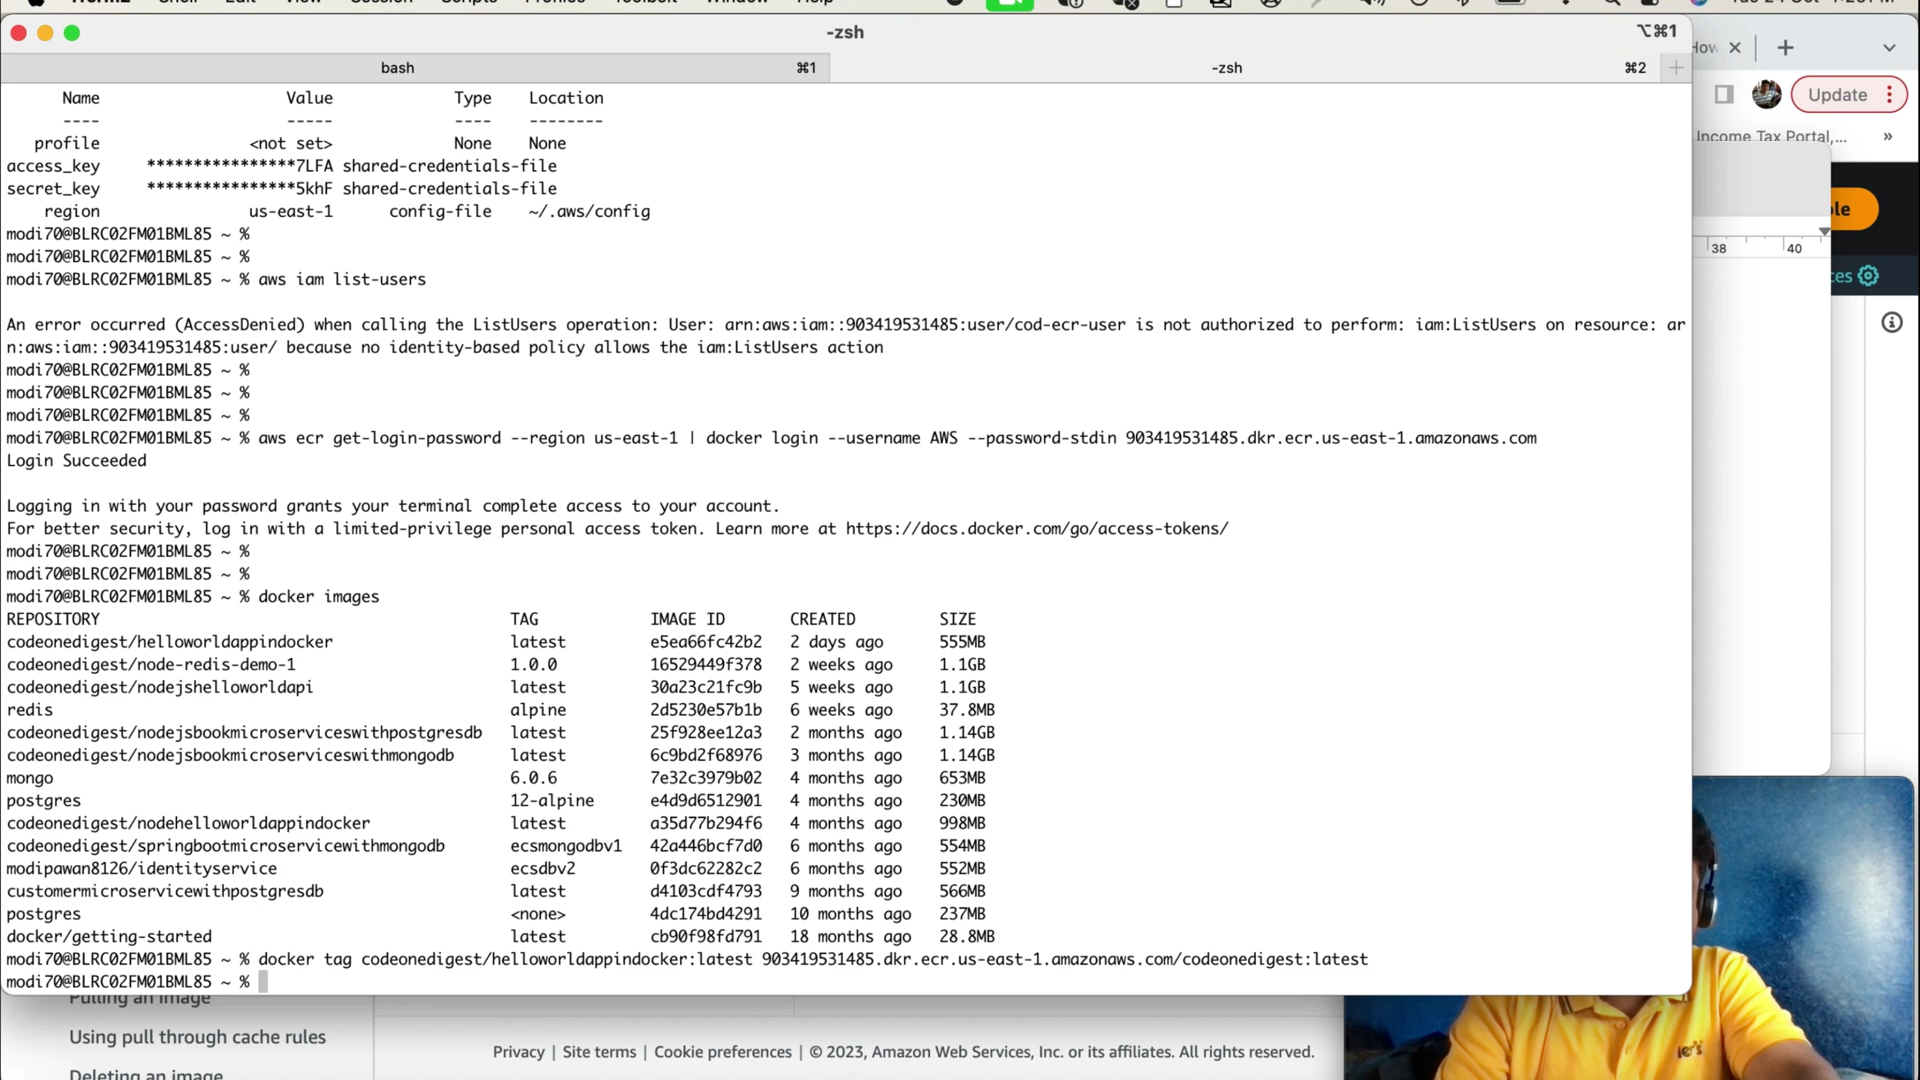 -zsh
⌥⌘1
bash ⌘1
-zsh ⌘2
Name Value Type Location
---- ----- ---- --------
profile <not set> None None
access_key ****************7LFA shared-credentials-file
secret_key ****************5khF shared-credentials-file
region us-east-1 config-file ~/.aws/config
modi70@BLRC02FM01BML85 ~ %
modi70@BLRC02FM01BML85 ~ %
modi70@BLRC02FM01BML85 ~ % aws iam list-users
An error occurred (AccessDenied) when calling the ListUsers operation: User: arn:aws:iam::903419531485:user/cod-ecr-user is not authorized to perform: iam:ListUsers on resource: ar
n:aws:iam::903419531485:user/ because no identity-based policy allows the iam:ListUsers action
modi70@BLRC02FM01BML85 ~ %
modi70@BLRC02FM01BML85 ~ %
modi70@BLRC02FM01BML85 ~ %
modi70@BLRC02FM01BML85 ~ % aws ecr get-login-password --region us-east-1 | docker login --username AWS --password-stdin 903419531485.dkr.ecr.us-east-1.amazonaws.com
Login Succeeded
Logging in with your password grants your terminal complete access to your account.
For better security, log in with a limited-privilege personal access token. Learn more at https://docs.docker.com/go/access-tokens/
modi70@BLRC02FM01BML85 ~ %
modi70@BLRC02FM01BML85 ~ %
modi70@BLRC02FM01BML85 ~ % docker images
REPOSITORY TAG IMAGE ID CREATED SIZE
codeonedigest/helloworldappindocker latest e5ea66fc42b2 2 days ago 555MB
codeonedigest/node-redis-demo-1 1.0.0 16529449f378 2 weeks ago 1.1GB
codeonedigest/nodejshelloworldapi latest 30a23c21fc9b 5 weeks ago 1.1GB
redis alpine 2d5230e57b1b 6 weeks ago 37.8MB
codeonedigest/nodejsbookmicroserviceswithpostgresdb latest 25f928ee12a3 2 months ago 1.14GB
codeonedigest/nodejsbookmicroserviceswithmongodb latest 6c9bd2f68976 3 months ago 1.14GB
mongo 6.0.6 7e32c3979b02 4 months ago 653MB
postgres 12-alpine e4d9d6512901 4 months ago 230MB
codeonedigest/nodehelloworldappindocker latest a35d77b294f6 4 months ago 998MB
codeonedigest/springbootmicroservicewithmongodb ecsmongodbv1 42a446bcf7d0 6 months ago 554MB
modipawan8126/identityservice ecsdbv2 0f3dc62282c2 6 months ago 552MB
customermicroservicewithpostgresdb latest d4103cdf4793 9 months ago 566MB
postgres <none> 4dc174bd4291 10 months ago 237MB
docker/getting-started latest cb90f98fd791 18 months ago 28.8MB
modi70@BLRC02FM01BML85 ~ % docker tag codeonedigest/helloworldappindocker:latest 903419531485.dkr.ecr.us-east-1.amazonaws.com/codeonedigest:latest
modi70@BLRC02FM01BML85 ~ %
Update
Income Tax Portal,...
38 40
Pulling an image
Using pull through cache rules
Deleting an image
Privacy | Site terms | Cookie preferences | © 2023, Amazon Web Services, Inc. or its affiliates. All rights reserved.